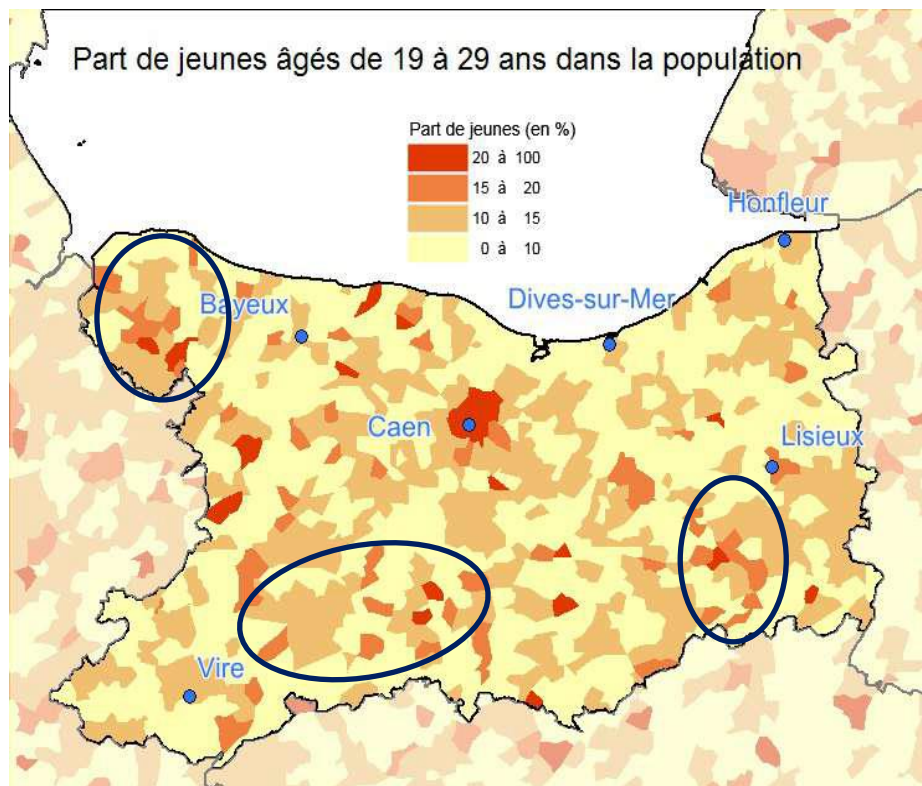 Part de jeunes âgés de 19 à 29 ans dans la population
Part de jeunes (en %)
20 à 100
15 à 20
10 à 15
0 à 10
Honfleur
Bayeux
Dives-sur-Mer
Caen
Lisieux
Vire